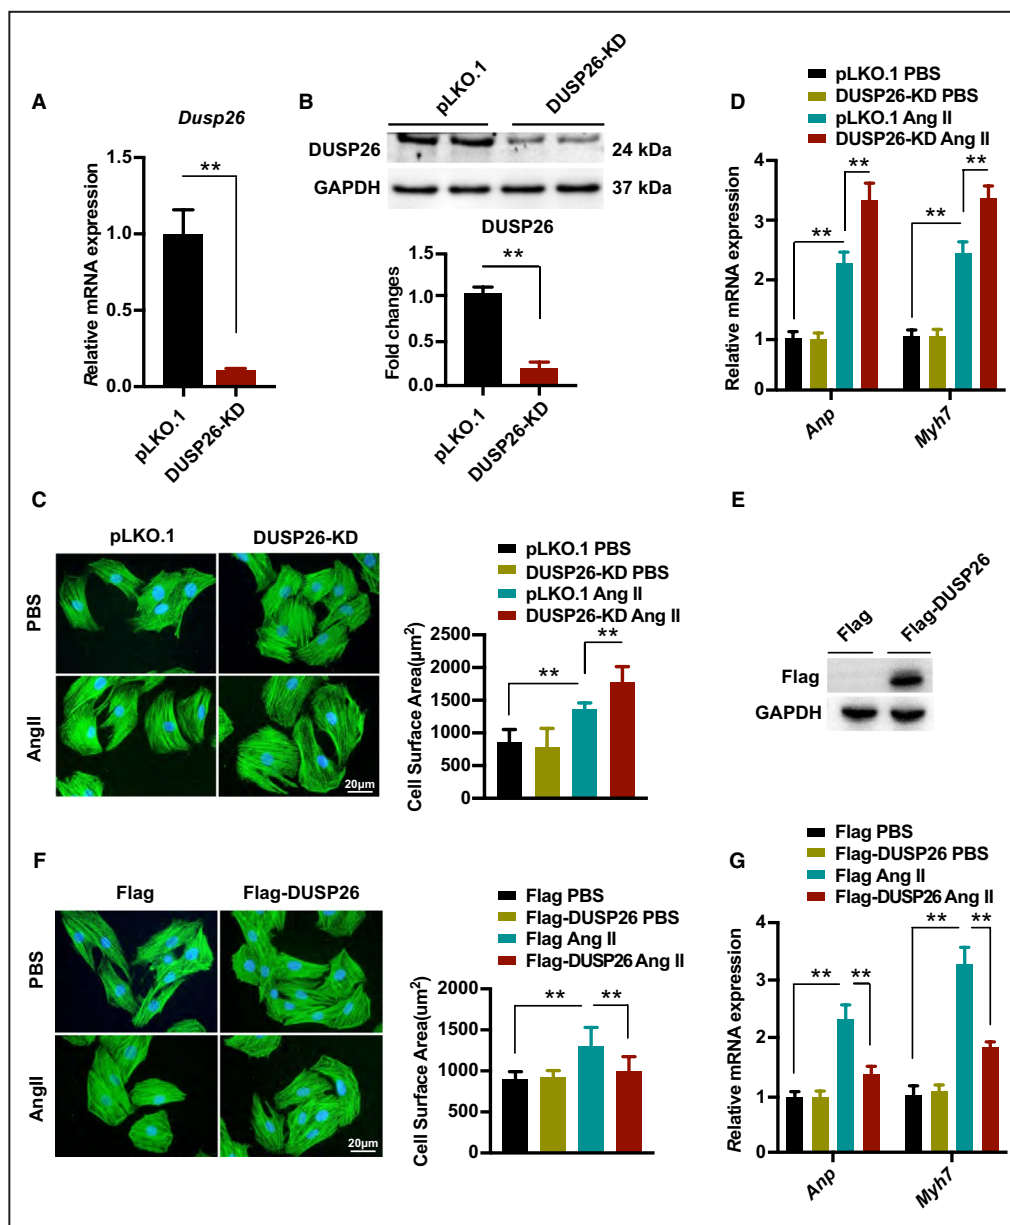 A
Dusp26
Relative mRNA expression
1.5
1.0
0.5
0.0
**
pLKO.1
DUSP26-KD
B
pLKO.1
DUSP26-KD
DUSP26
24 kDa
GAPDH
37 kDa
DUSP26
Fold changes
1.5
1.0
0.5
0.0
**
pLKO.1
DUSP26-KD
D
pLKO.1 PBS
DUSP26-KD PBS
pLKO.1 Ang II
DUSP26-KD Ang II
Relative mRNA expression
4
3
2
1
0
**
**
**
**
Anp
Myh7
C
pLKO.1
DUSP26-KD
PBS
AngII
20μm
pLKO.1 PBS
DUSP26-KD PBS
pLKO.1 Ang II
DUSP26-KD Ang II
Cell Surface Area(μm²)
2500
2000
1500
1000
500
0
**
**
E
Flag
Flag-DUSP26
Flag
GAPDH
F
Flag
Flag-DUSP26
PBS
AngII
20μm
Flag PBS
Flag-DUSP26 PBS
Flag Ang II
Flag-DUSP26 Ang II
Cell Surface Area(um²)
2000
1500
1000
500
0
**
**
G
Flag PBS
Flag-DUSP26 PBS
Flag Ang II
Flag-DUSP26 Ang II
Relative mRNA expression
4
3
2
1
0
**
**
**
**
Anp
Myh7